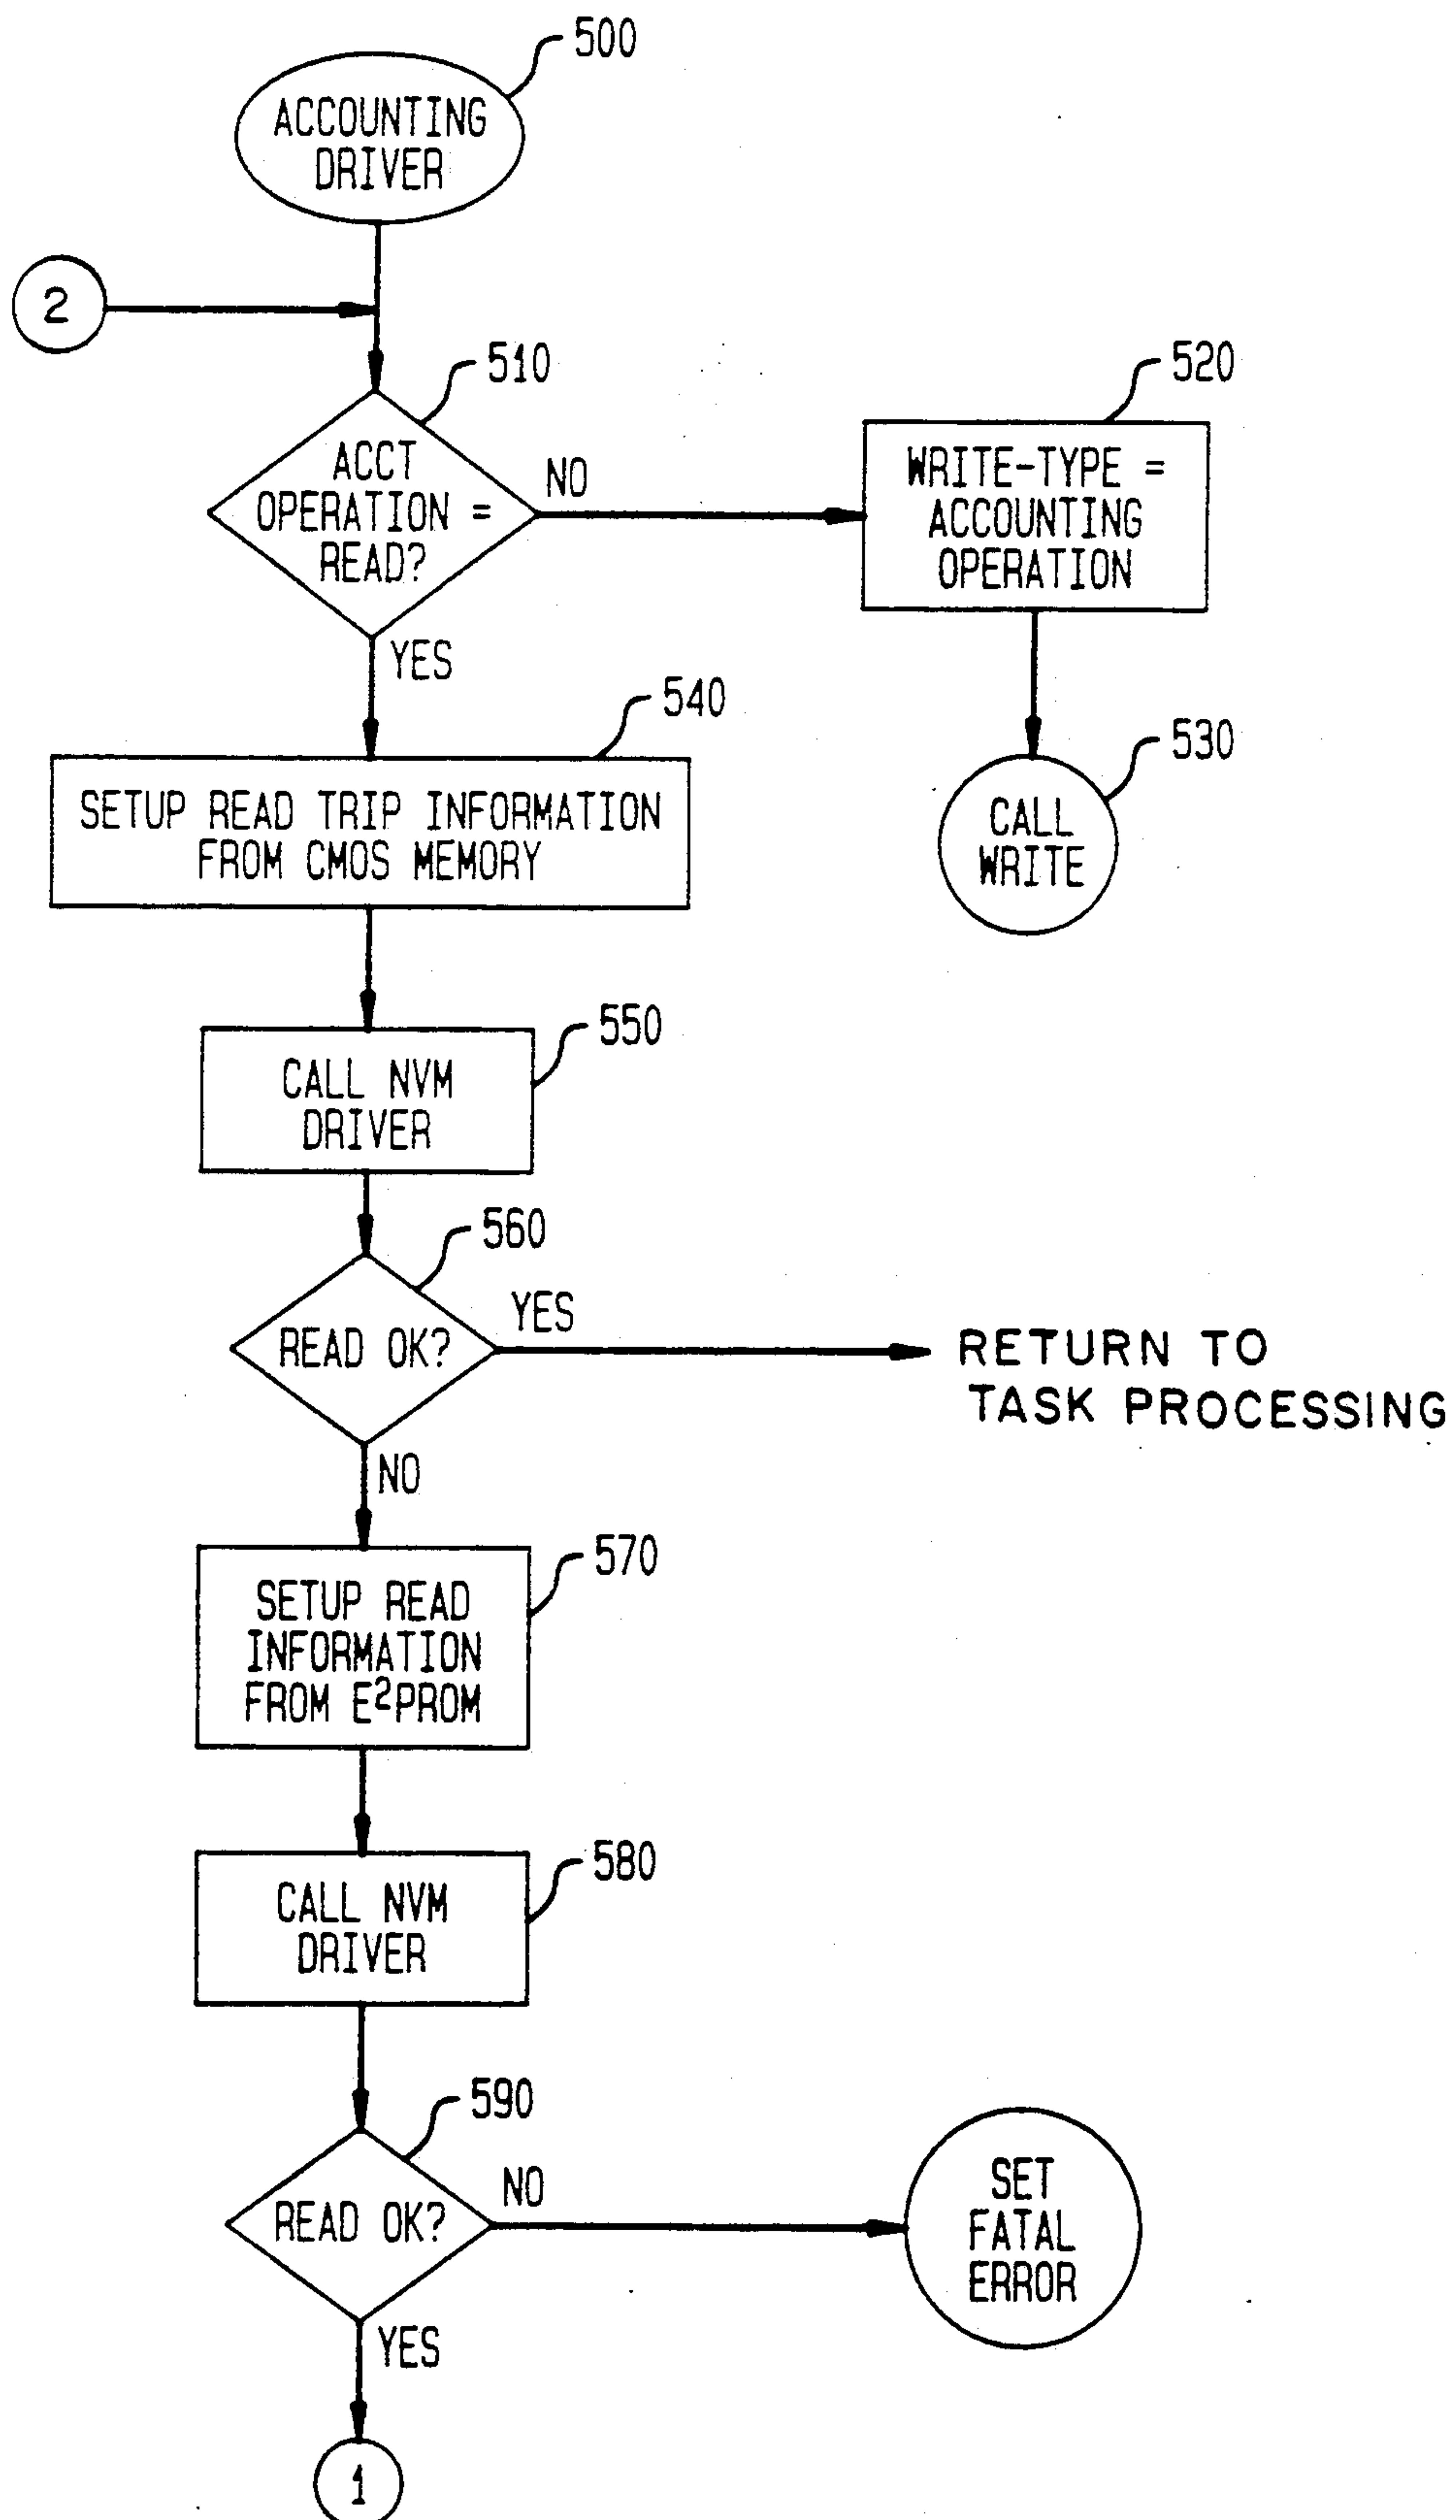 500
ACCOUNTING
DRIVER
2
510
ACCT
OPERATION =
READ?
NO
YES
520
WRITE-TYPE =
ACCOUNTING
OPERATION
530
CALL
WRITE
540
SETUP READ TRIP INFORMATION
FROM CMOS MEMORY
550
CALL NVM
DRIVER
560
READ OK?
YES
RETURN TO
TASK PROCESSING
NO
570
SETUP READ
INFORMATION
FROM E²PROM
580
CALL NVM
DRIVER
590
READ OK?
NO
SET
FATAL
ERROR
YES
1